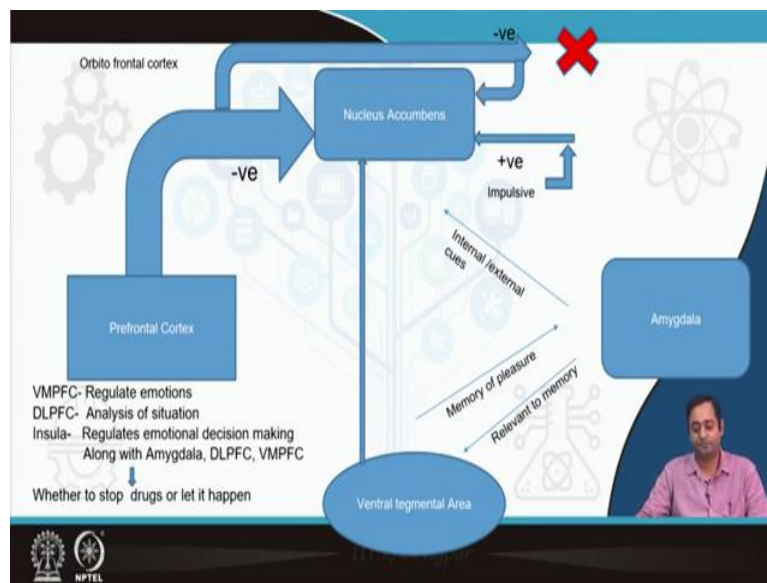 -ve
Orbito frontal cortex
Nucleus Accumbens
-ve
+ve
Impulsive
Internal /external
cues
Prefrontal Cortex
Amygdala
Memory of pleasure
Relevant to memory
VMPFC- Regulate emotions
DLPFC- Analysis of situation
Insula- Regulates emotional decision making
Along with Amygdala, DLPFC, VMPFC
Whether to stop drugs or let it happen
Ventral tegmental Area
NPTEL